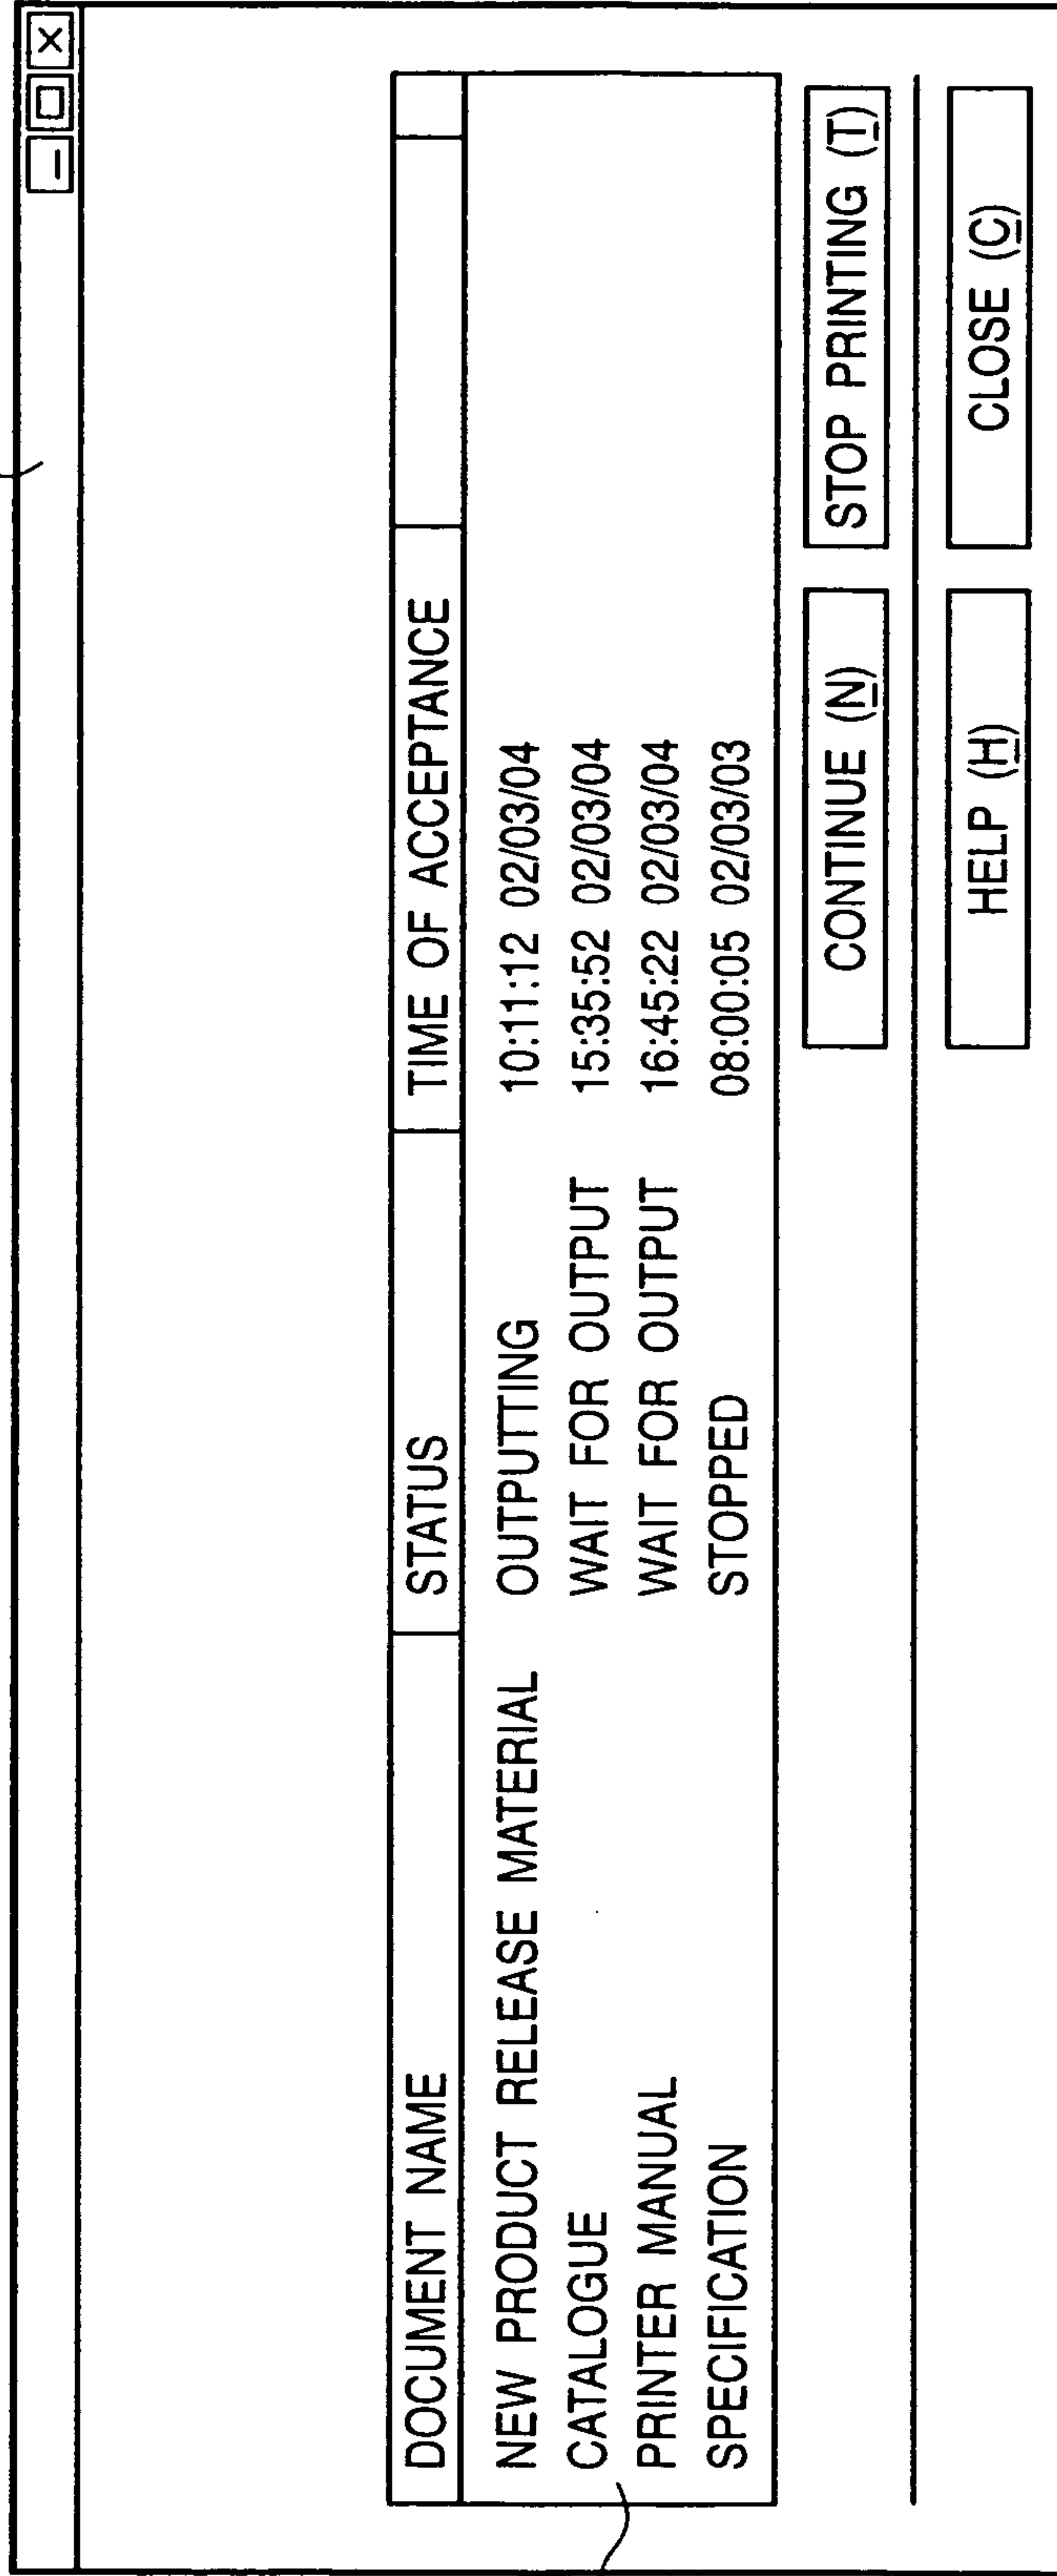 DOCUMENT NAME STATUS TIME OF ACCEPTANCE
NEW PRODUCT RELEASE MATERIAL OUTPUTTING 10:11:12 02/03/04
CATALOGUE WAIT FOR OUTPUT 15:35:52 02/03/04
PRINTER MANUAL WAIT FOR OUTPUT 16:45:22 02/03/04
SPECIFICATION STOPPED 08:00:05 02/03/03
CONTINUE (N) STOP PRINTING (T)
HELP (H) CLOSE (C)